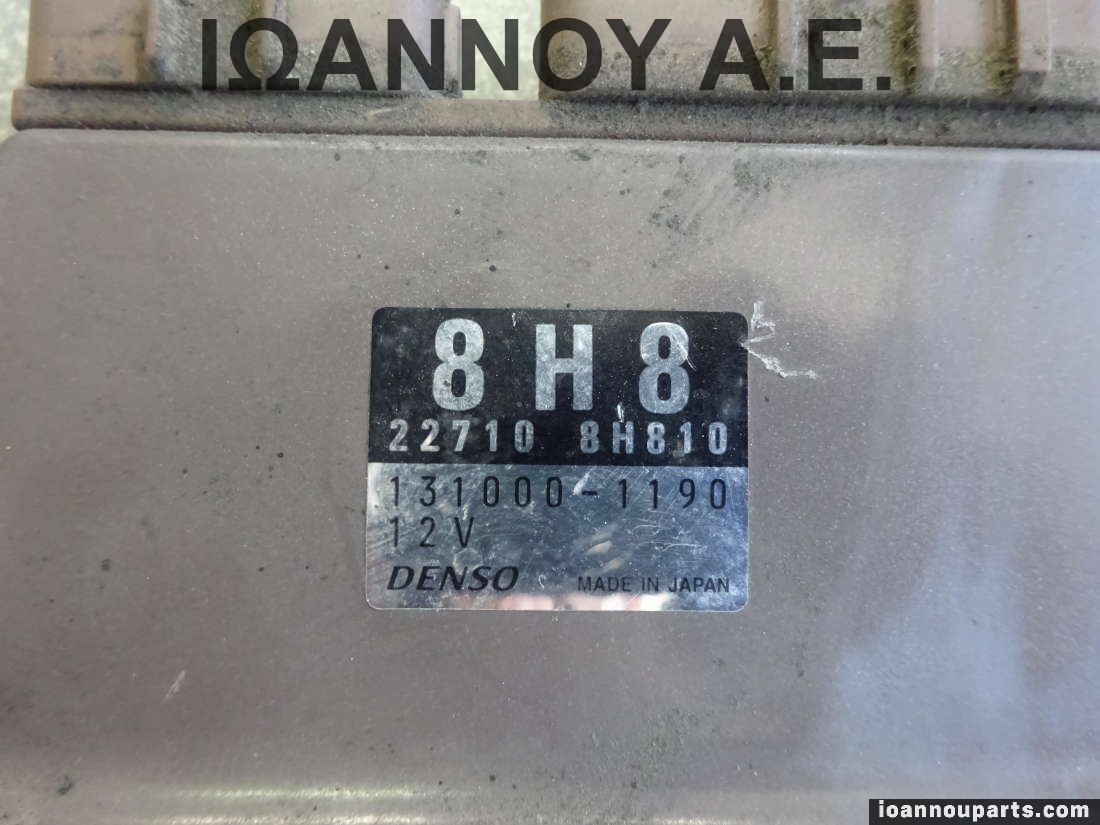 ΙΩΑΝΝΟΥ Α.Ε.
8H8
22710 8H810
131000-1190
12V
DENSO MADE IN JAPAN
ioannouparts.com